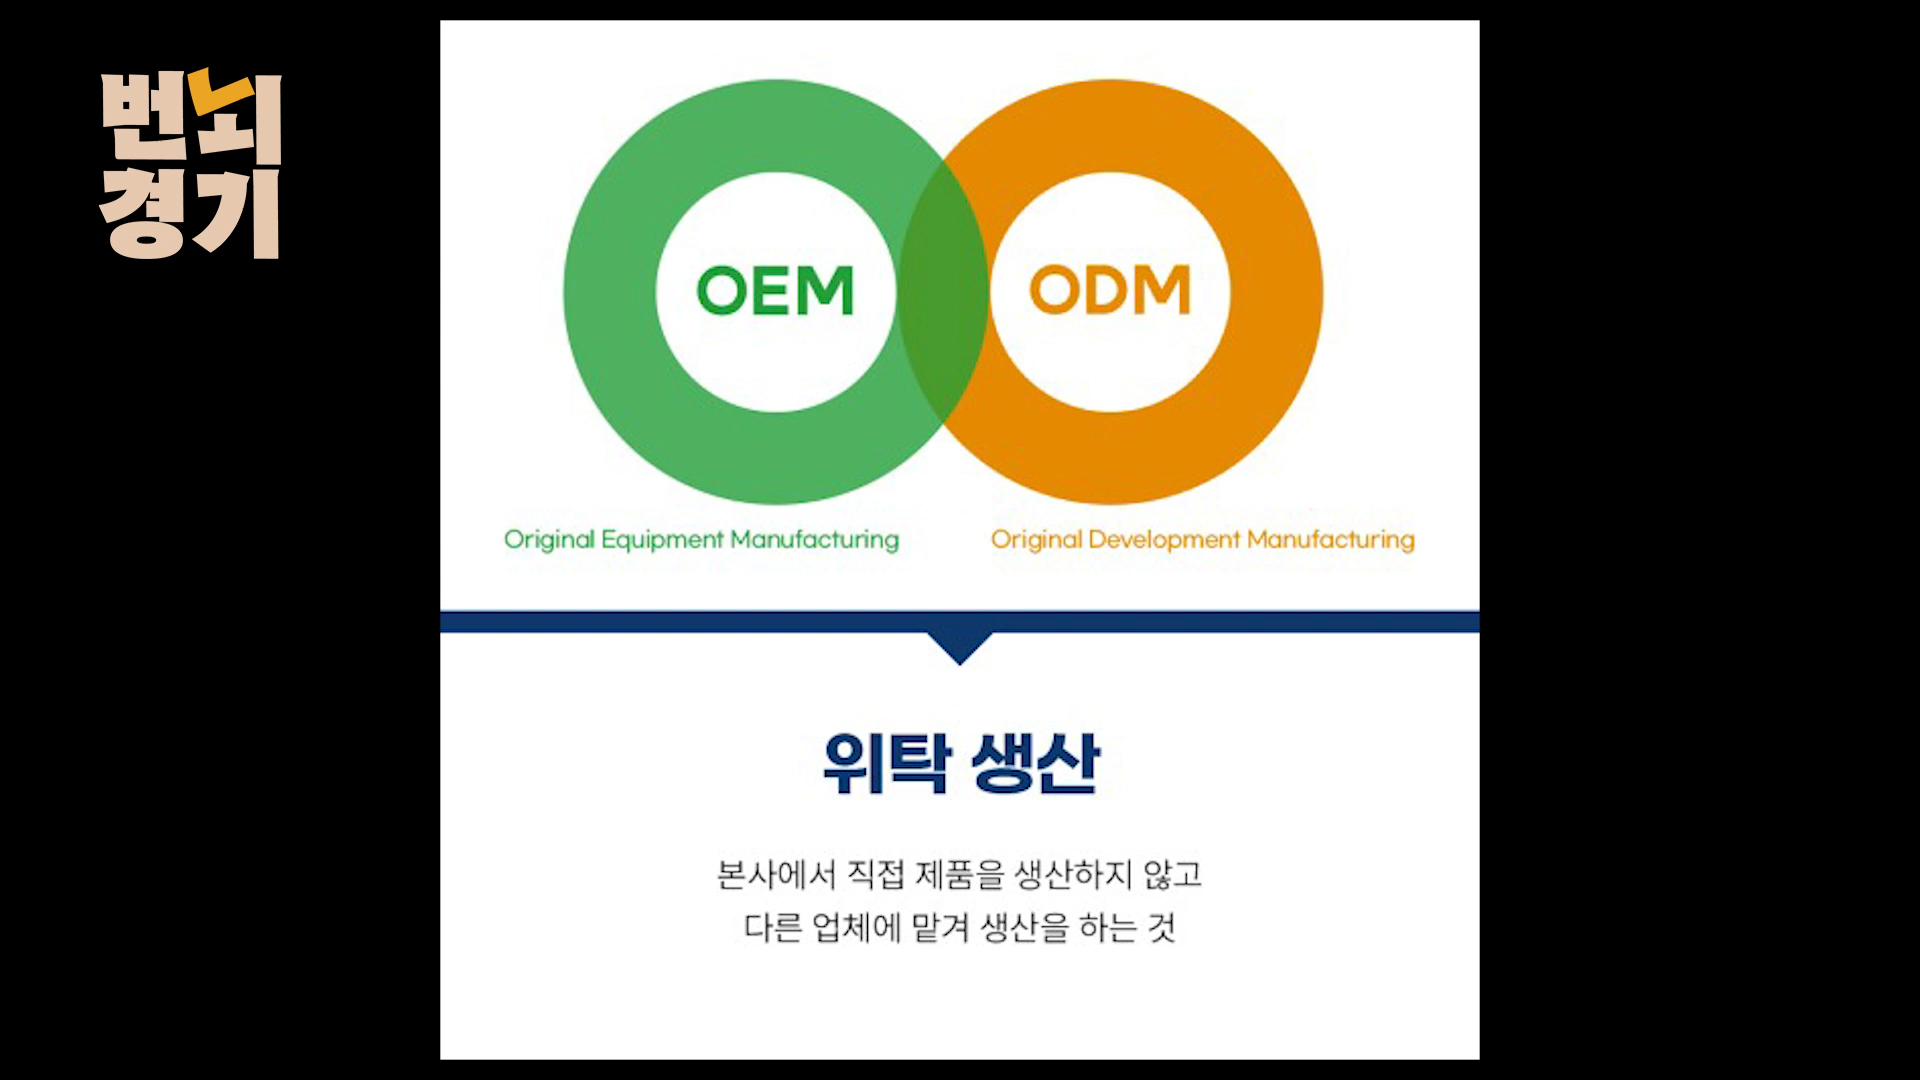 번뇌
경기
OEM
ODM
Original Equipment Manufacturing
Original Development Manufacturing
위탁 생산
본사에서 직접 제품을 생산하지 않고
다른 업체에 맡겨 생산을 하는 것